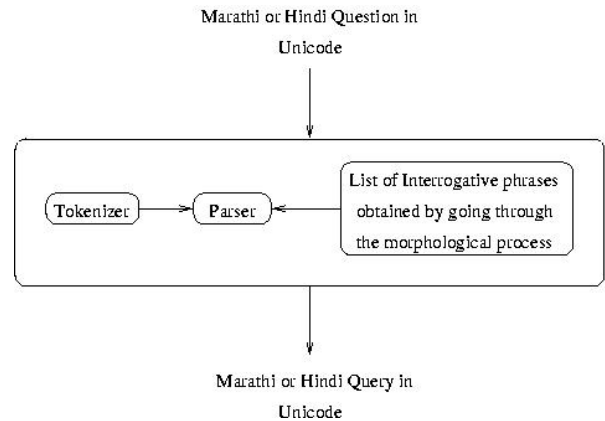 Marathi or Hindi Question in
Unicode
Tokenizer
Parser
List of Interrogative phrases
obtained by going through
the morphological process
Marathi or Hindi Query in
Unicode